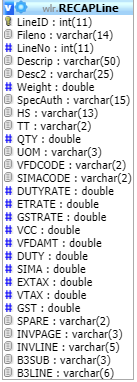 wlr.RECAPLine
LineID : int(11)
Fileno : varchar(14)
LineNo : int(11)
Descrip : varchar(50)
Desc2 : varchar(25)
Weight : double
SpecAuth : varchar(15)
HS : varchar(13)
TT : varchar(2)
QTY : double
UOM : varchar(3)
VFDCODE : varchar(2)
SIMACODE : varchar(2)
DUTYRATE : double
ETRATE : double
GSTRATE : double
VCC : double
VFDAMT : double
DUTY : double
SIMA : double
EXTAX : double
VTAX : double
GST : double
SPARE : varchar(2)
INVPAGE : varchar(3)
INVLINE : varchar(5)
B3SUB : varchar(3)
B3LINE : varchar(6)